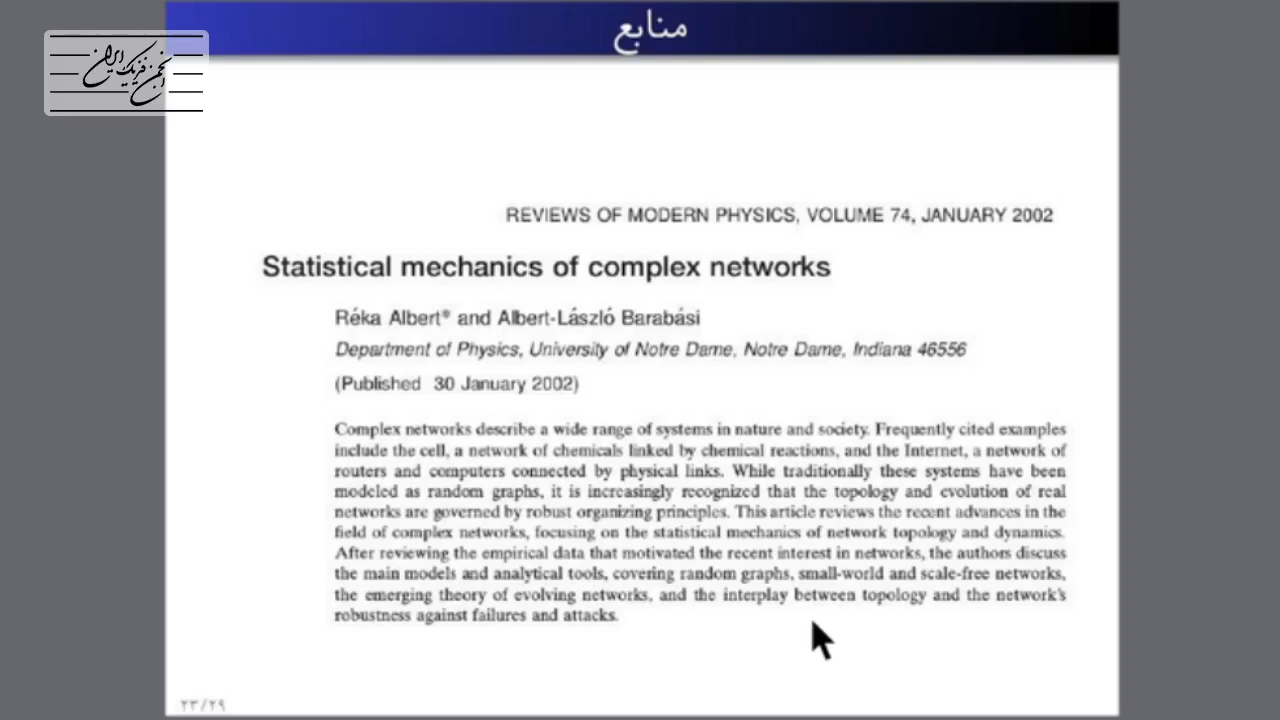 منابع
انجمن فیزیک ایران
REVIEWS OF MODERN PHYSICS, VOLUME 74, JANUARY 2002
Statistical mechanics of complex networks
Réka Albert* and Albert-László Barabási
Department of Physics, University of Notre Dame, Notre Dame, Indiana 46556
(Published 30 January 2002)
Complex networks describe a wide range of systems in nature and society. Frequently cited examples
include the cell, a network of chemicals linked by chemical reactions, and the Internet, a network of
routers and computers connected by physical links. While traditionally these systems have been
modeled as random graphs, it is increasingly recognized that the topology and evolution of real
networks are governed by robust organizing principles. This article reviews the recent advances in the
field of complex networks, focusing on the statistical mechanics of network topology and dynamics.
After reviewing the empirical data that motivated the recent interest in networks, the authors discuss
the main models and analytical tools, covering random graphs, small-world and scale-free networks,
the emerging theory of evolving networks, and the interplay between topology and the network's
robustness against failures and attacks.
۲۳/۲۹